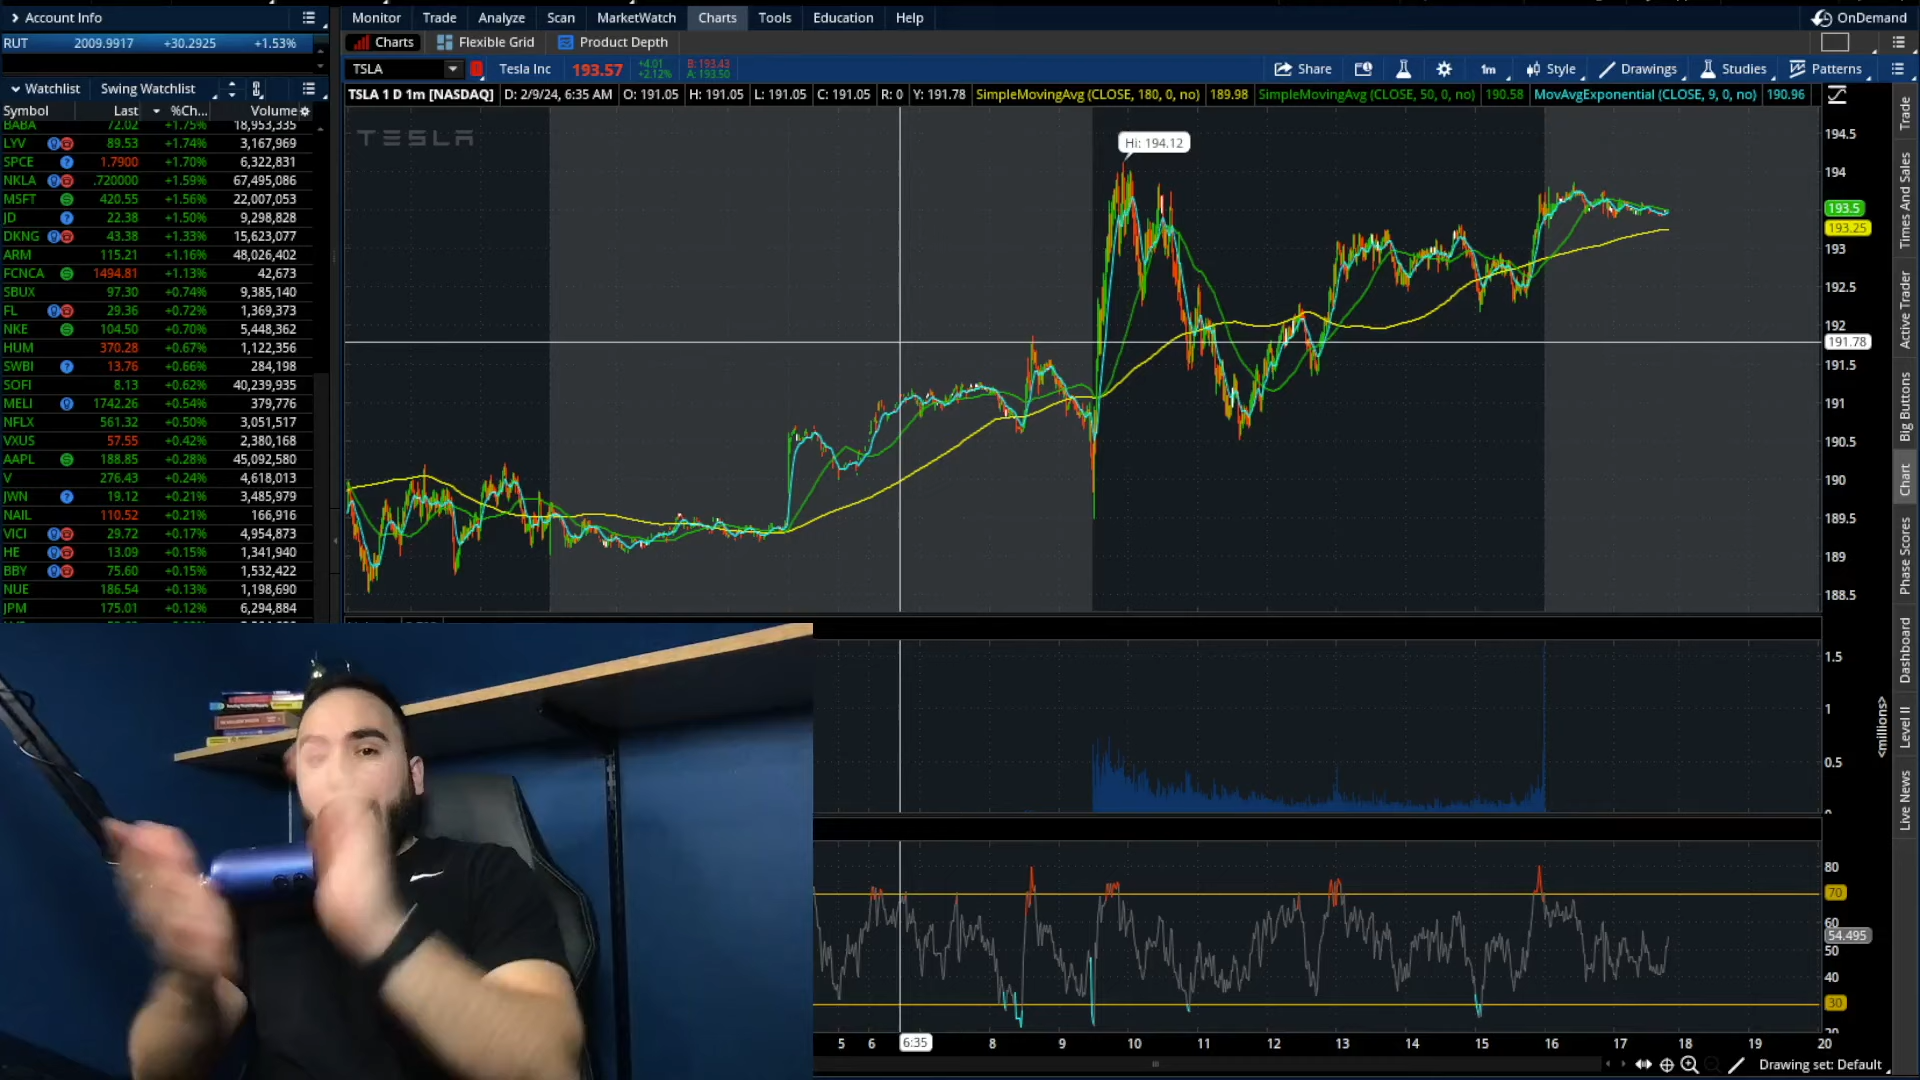 Account Info
Monitor Trade Analyze Scan MarketWatch Charts Tools Education Help
OnDemand
RUT 2009.9917 +30.2925 +1.53%
Charts Flexible Grid Product Depth
TSLA Tesla Inc 193.57 +4.01 +2.12% B: 193.43 A: 193.50 Share 1m Style Drawings Studies Patterns
Watchlist Swing Watchlist
TSLA 1 D 1m [NASDAQ] D: 2/9/24, 6:35 AM O: 191.05 H: 191.05 L: 191.05 C: 191.05 R: 0 Y: 191.78 SimpleMovingAvg (CLOSE, 180, 0, no) 189.98 SimpleMovingAvg (CLOSE, 50, 0, no) 190.58 MovAvgExponential (CLOSE, 9, 0, no) 190.96
Symbol Last %Ch... Volume
BABA 72.02 +1.75% 18,953,335
LYV 89.53 +1.74% 3,167,969
SPCE 1.7900 +1.70% 6,322,831
NKLA .720000 +1.59% 67,495,086
MSFT 420.55 +1.56% 22,007,053
JD 22.38 +1.50% 9,298,828
DKNG 43.38 +1.33% 15,623,077
ARM 115.21 +1.16% 48,026,402
FCNCA 1494.81 +1.13% 42,673
SBUX 97.30 +0.74% 9,385,140
FL 29.36 +0.72% 1,369,373
NKE 104.50 +0.70% 5,448,362
HUM 370.28 +0.67% 1,122,356
SWBI 13.76 +0.66% 284,198
SOFI 8.13 +0.62% 40,239,935
MELI 1742.26 +0.54% 379,776
NFLX 561.32 +0.50% 3,051,517
VXUS 57.55 +0.42% 2,380,168
AAPL 188.85 +0.28% 45,092,580
V 276.43 +0.24% 4,618,013
JWN 19.12 +0.21% 3,485,979
NAIL 110.52 +0.21% 166,916
VICI 29.72 +0.17% 4,954,873
HE 13.09 +0.15% 1,341,940
BBY 75.60 +0.15% 1,532,422
NUE 186.54 +0.13% 1,198,690
JPM 175.01 +0.12% 6,294,884
TESLA
Hi: 194.12
194.5
194
193.5
193.25
193
192.5
192
191.78
191.5
191
190.5
190
189.5
189
188.5
1.5
1
0.5
<millions>
80
70
60
54.495
50
40
30
20
5 6 6:35 8 9 10 11 12 13 14 15 16 17 18 19 20
Drawing set: Default
Trade
Times And Sales
Active Trader
Big Buttons
Chart
Phase Scores
Dashboard
Level II
Live News